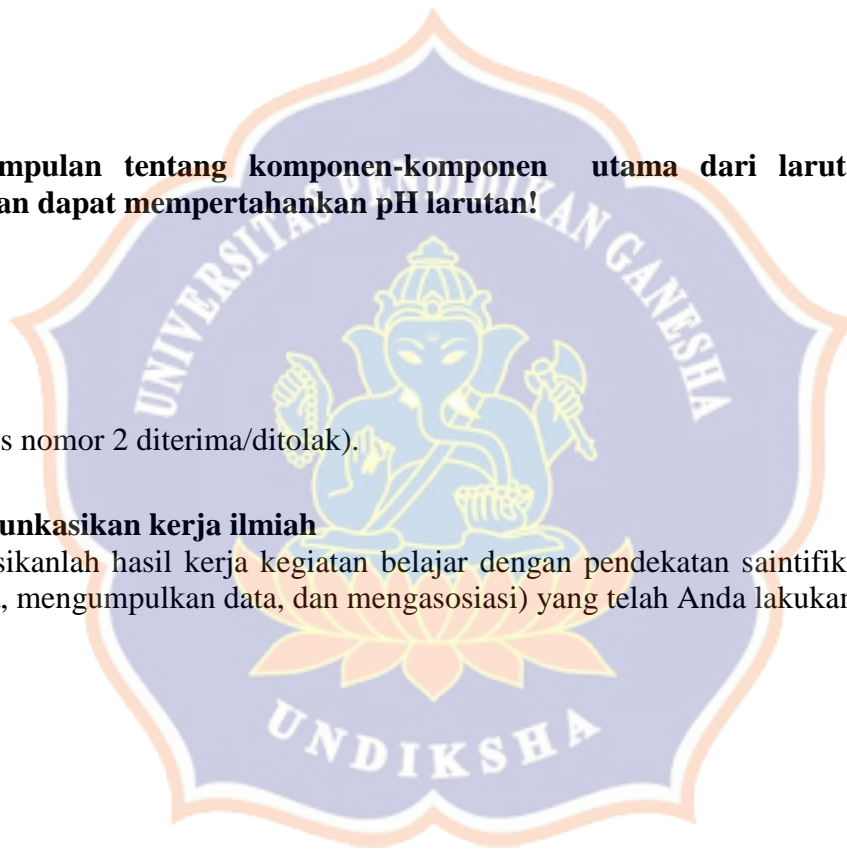 mpulan tentang komponen-komponen utama dari larut
an dapat mempertahankan pH larutan!
UNIVERSITAS PENDIDIKAN GANESHA
s nomor 2 diterima/ditolak).
unkasikan kerja ilmiah
sikanlah hasil kerja kegiatan belajar dengan pendekatan saintifik
, mengumpulkan data, dan mengasosiasi) yang telah Anda lakukan
UNDIKSHA